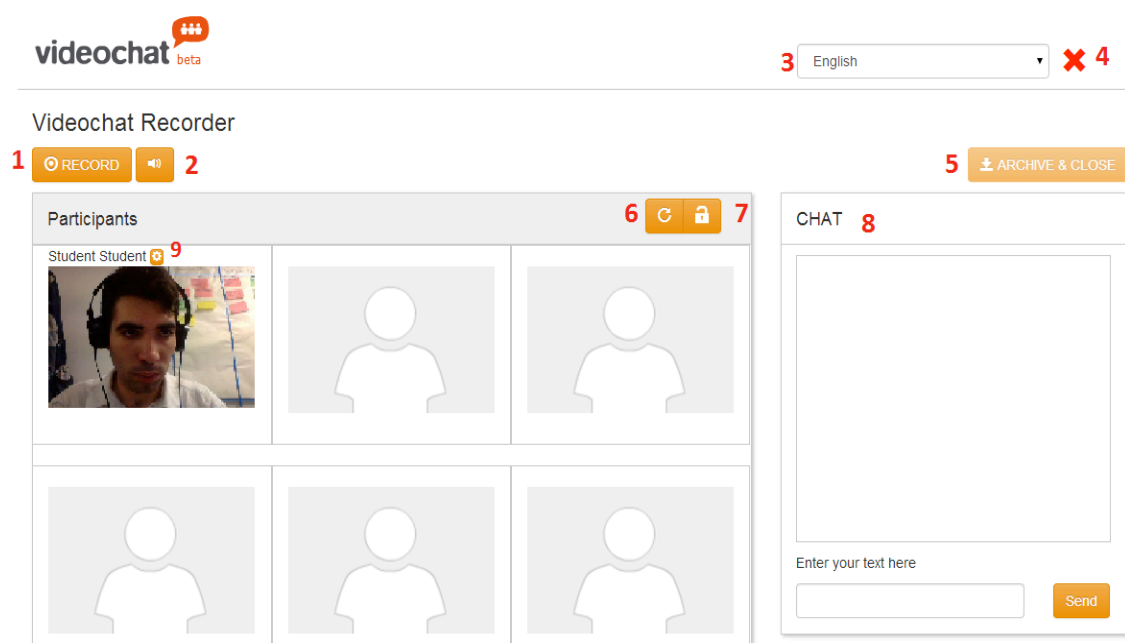 videochat beta
3 English 4
Videochat Recorder
1 RECORD 2
5 ARCHIVE & CLOSE
Participants 6 7
CHAT 8
Student Student 9
Enter your text here
Send